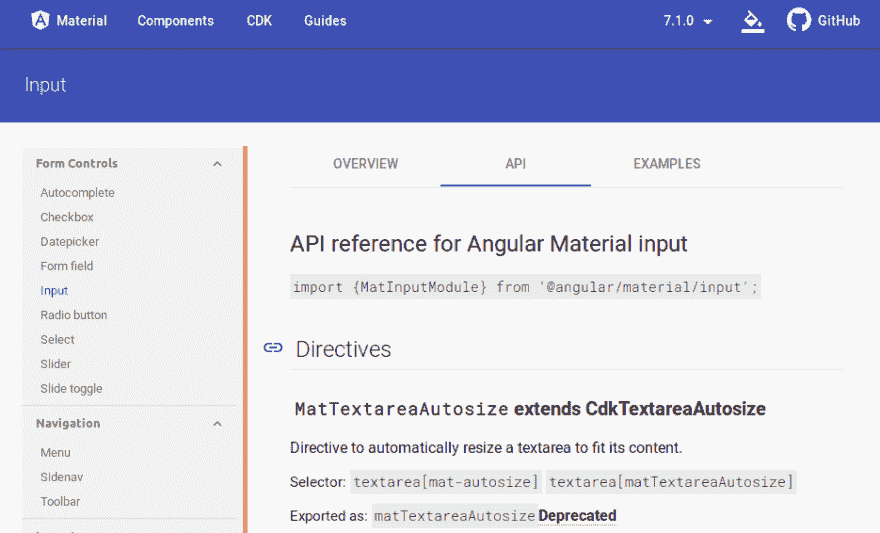 Material Components CDK Guides 7.1.0 GitHub
Input
Form Controls
Autocomplete
Checkbox
Datepicker
Form field
Input
Radio button
Select
Slider
Slide toggle
Navigation
Menu
Sidenav
Toolbar
OVERVIEW API EXAMPLES
API reference for Angular Material input
import {MatInputModule} from '@angular/material/input';
Directives
MatTextareaAutosize extends CdkTextareaAutosize
Directive to automatically resize a textarea to fit its content.
Selector: textarea[mat-autosize] textarea[matTextareaAutosize]
Exported as: matTextareaAutosize Deprecated